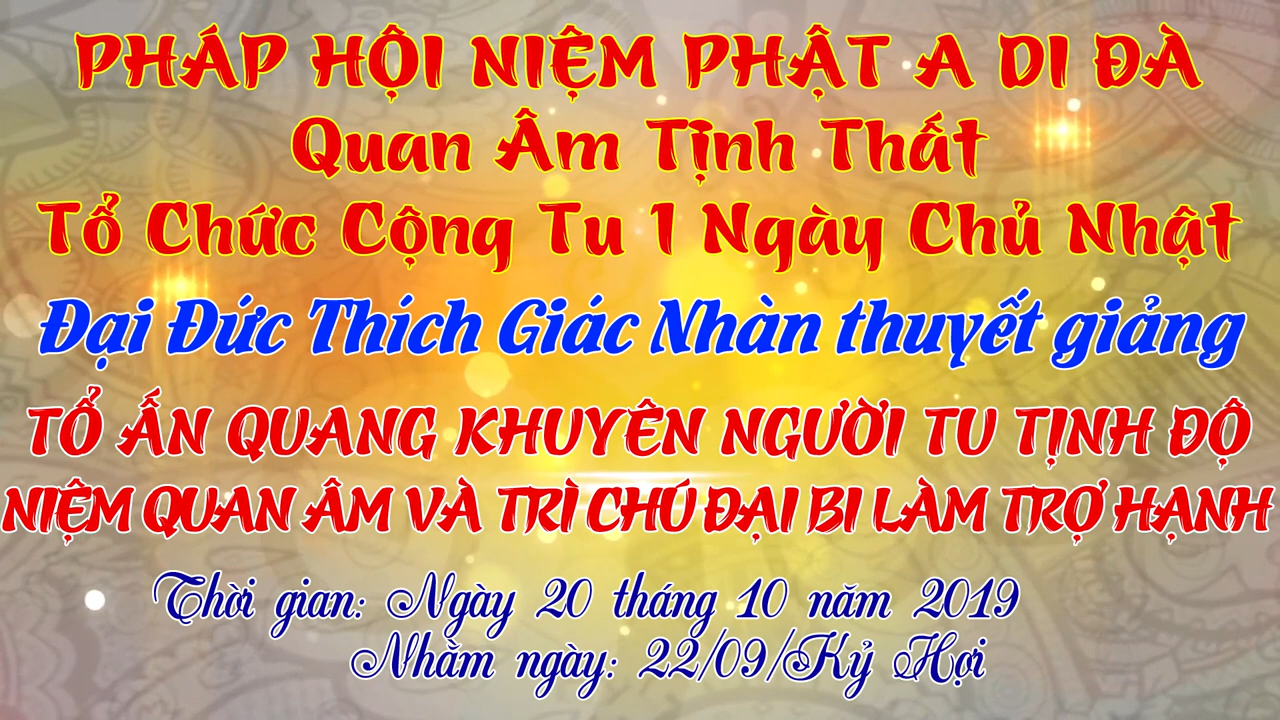 PHÁP HỘI NIỆM PHẬT A DI ĐÀ
Quan Âm Tịnh Thất
Tổ Chức Cộng Tu 1 Ngày Chủ Nhật
Đại Đức Thích Giác Nhàn thuyết giảng
TỔ ẤN QUANG KHUYÊN NGƯỜI TU TỊNH ĐỘ
NIỆM QUAN ÂM VÀ TRÌ CHÚ ĐẠI BI LÀM TRỢ HẠNH
Thời gian: Ngày 20 tháng 10 năm 2019
Nhằm ngày: 22/09/Kỷ Hợi